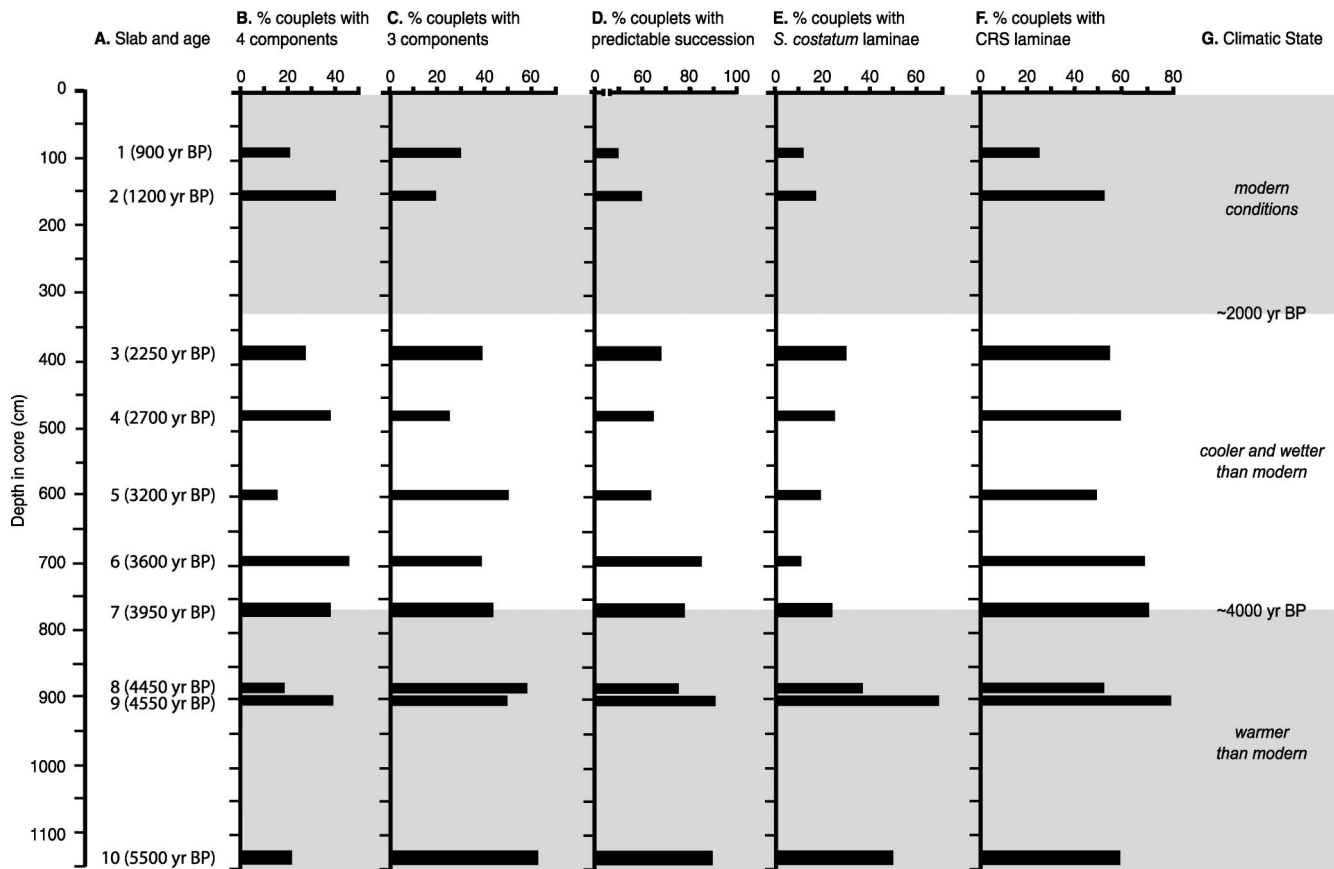 A. Slab and age
B. % couplets with
4 components
C. % couplets with
3 components
D. % couplets with
predictable succession
E. % couplets with
S. costatum laminae
F. % couplets with
CRS laminae
G. Climatic State
0 20 40
0 20 40 60
0 60 80 100
0 20 40 60
0 20 40 60 80
Depth in core (cm)
0
100
200
300
400
500
600
700
800
900
1000
1100
1 (900 yr BP)
2 (1200 yr BP)
3 (2250 yr BP)
4 (2700 yr BP)
5 (3200 yr BP)
6 (3600 yr BP)
7 (3950 yr BP)
8 (4450 yr BP)
9 (4550 yr BP)
10 (5500 yr BP)
modern
conditions
~2000 yr BP
cooler and wetter
than modern
~4000 yr BP
warmer
than modern